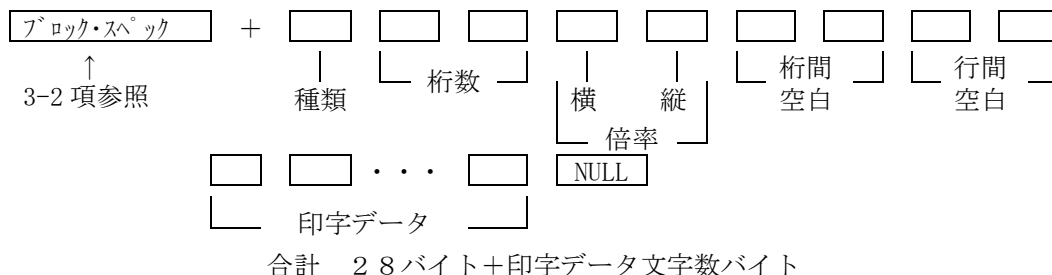 ﾌﾞﾛｯｸ・ｽﾍﾟｯｸ +
↑
3-2 項参照 種類 桁数 横 縦 桁間 行間
空白 空白
倍率
・・・ NULL
印字データ
合計 28バイト+印字データ文字数バイト